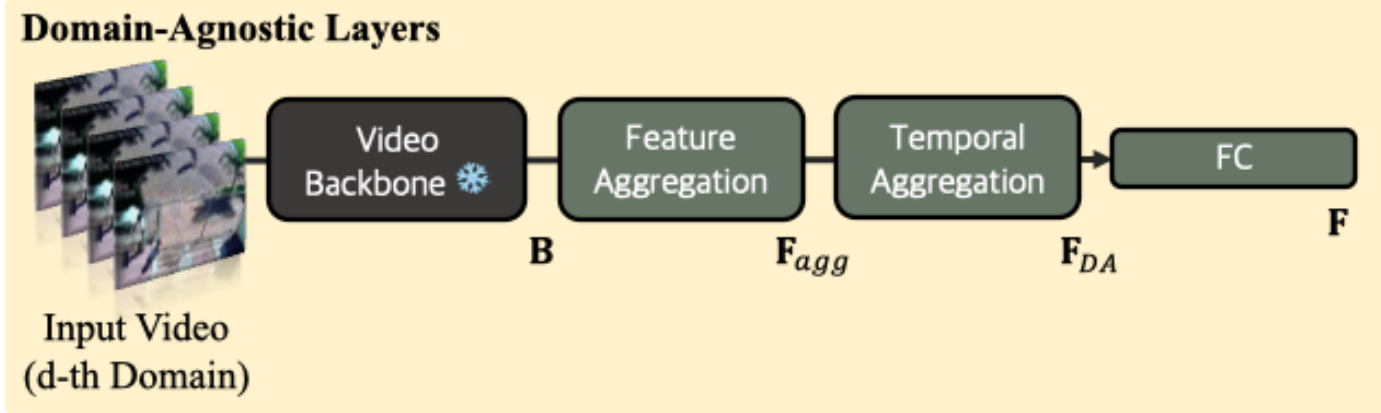 Domain-Agnostic Layers
Video
Backbone
Feature
Aggregation
Temporal
Aggregation
FC
B
F_agg
F_DA
F
Input Video
(d-th Domain)